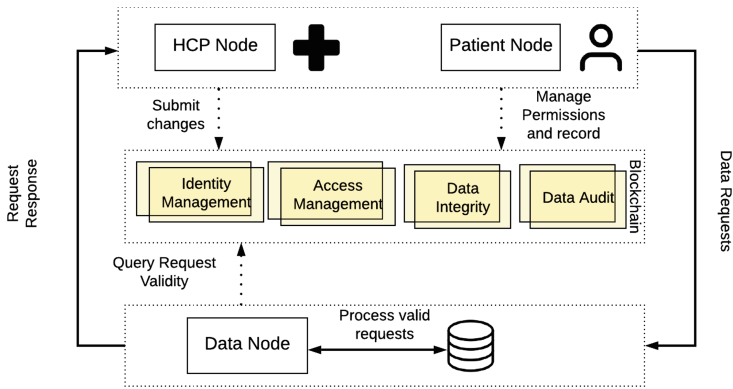 HCP Node
Patient Node
Submit
changes
Manage
Permissions
and record
Request
Response
Identity
Management
Access
Management
Data
Integrity
Data Audit
Blockchain
Data Requests
Query Request
Validity
Data Node
Process valid
requests